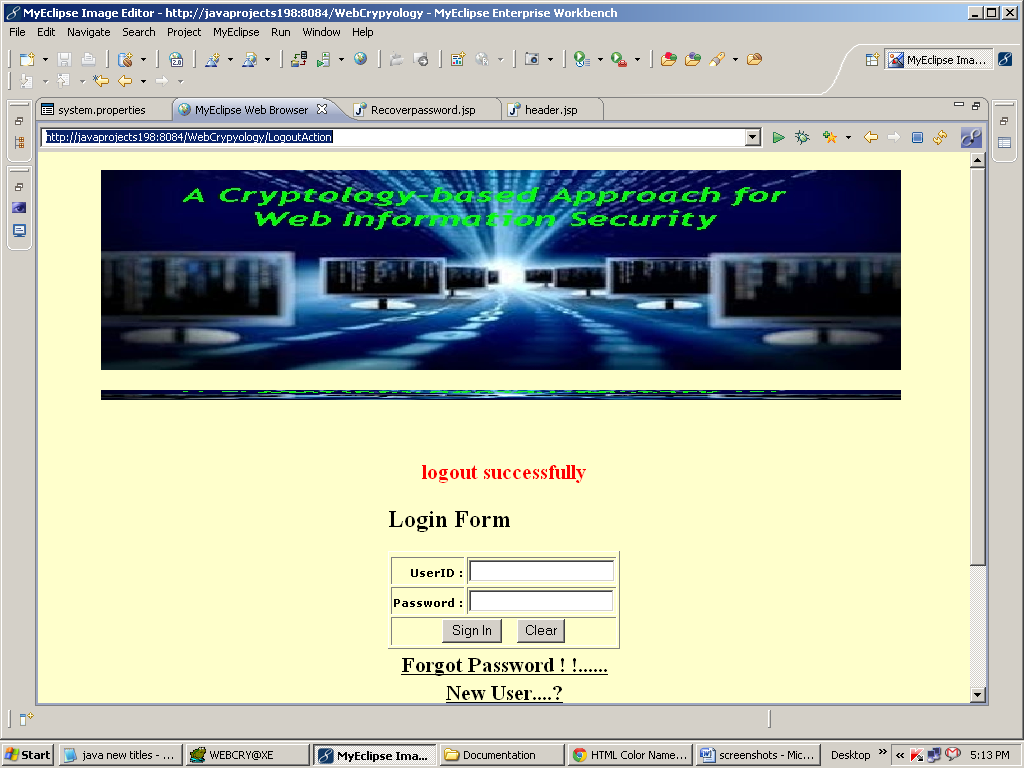 MyEclipse Image Editor - http://javaprojects198:8084/WebCrypyology - MyEclipse Enterprise Workbench
File Edit Navigate Search Project MyEclipse Run Window Help
MyEclipse Ima...
system.properties MyEclipse Web Browser Recoverpassword.jsp header.jsp
http://javaprojects198:8084/WebCrypyology/LogoutAction
A Cryptology-based Approach for
Web Information Security
logout successfully
Login Form
UserID :
Password :
Sign In Clear
Forgot Password ! !......
New User....?
Start java new titles - ... WEBCRY@XE MyEclipse Ima... Documentation HTML Color Name... screenshots - Mic... Desktop » « 5:13 PM